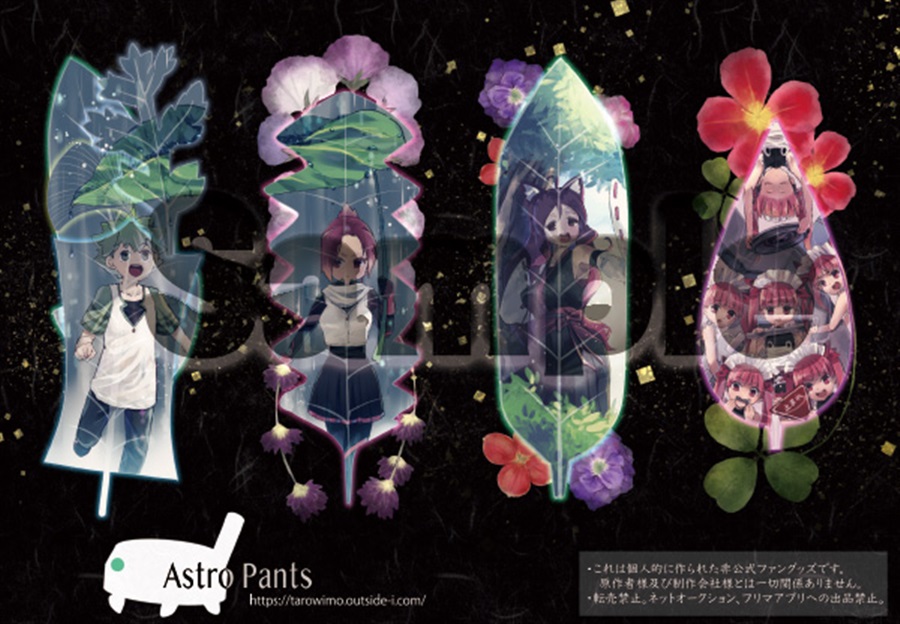 Sample
Astro Pants
https://tarowimo.outside-i.com/
・これは個人的に作られた非公式ファングッズです。
原作者様及び制作会社様とは一切関係ありません。
・転売禁止。ネットオークション、フリマアプリへの出品禁止。